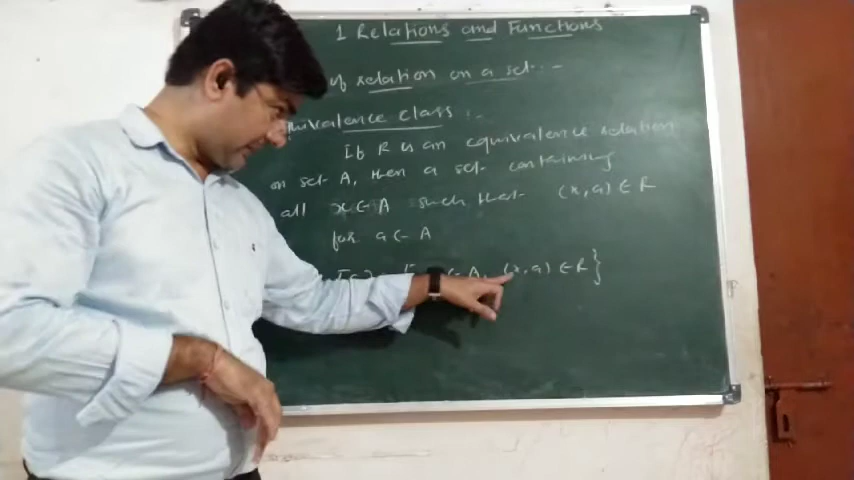 1 Relations and Functions
of relation on a set :-
quivalence class :-
If R is an equivalence relation
on set A, then a set containing
all x ∈ A such that (x, a) ∈ R
for a ∈ A
∈ A, (x, a) ∈ R }